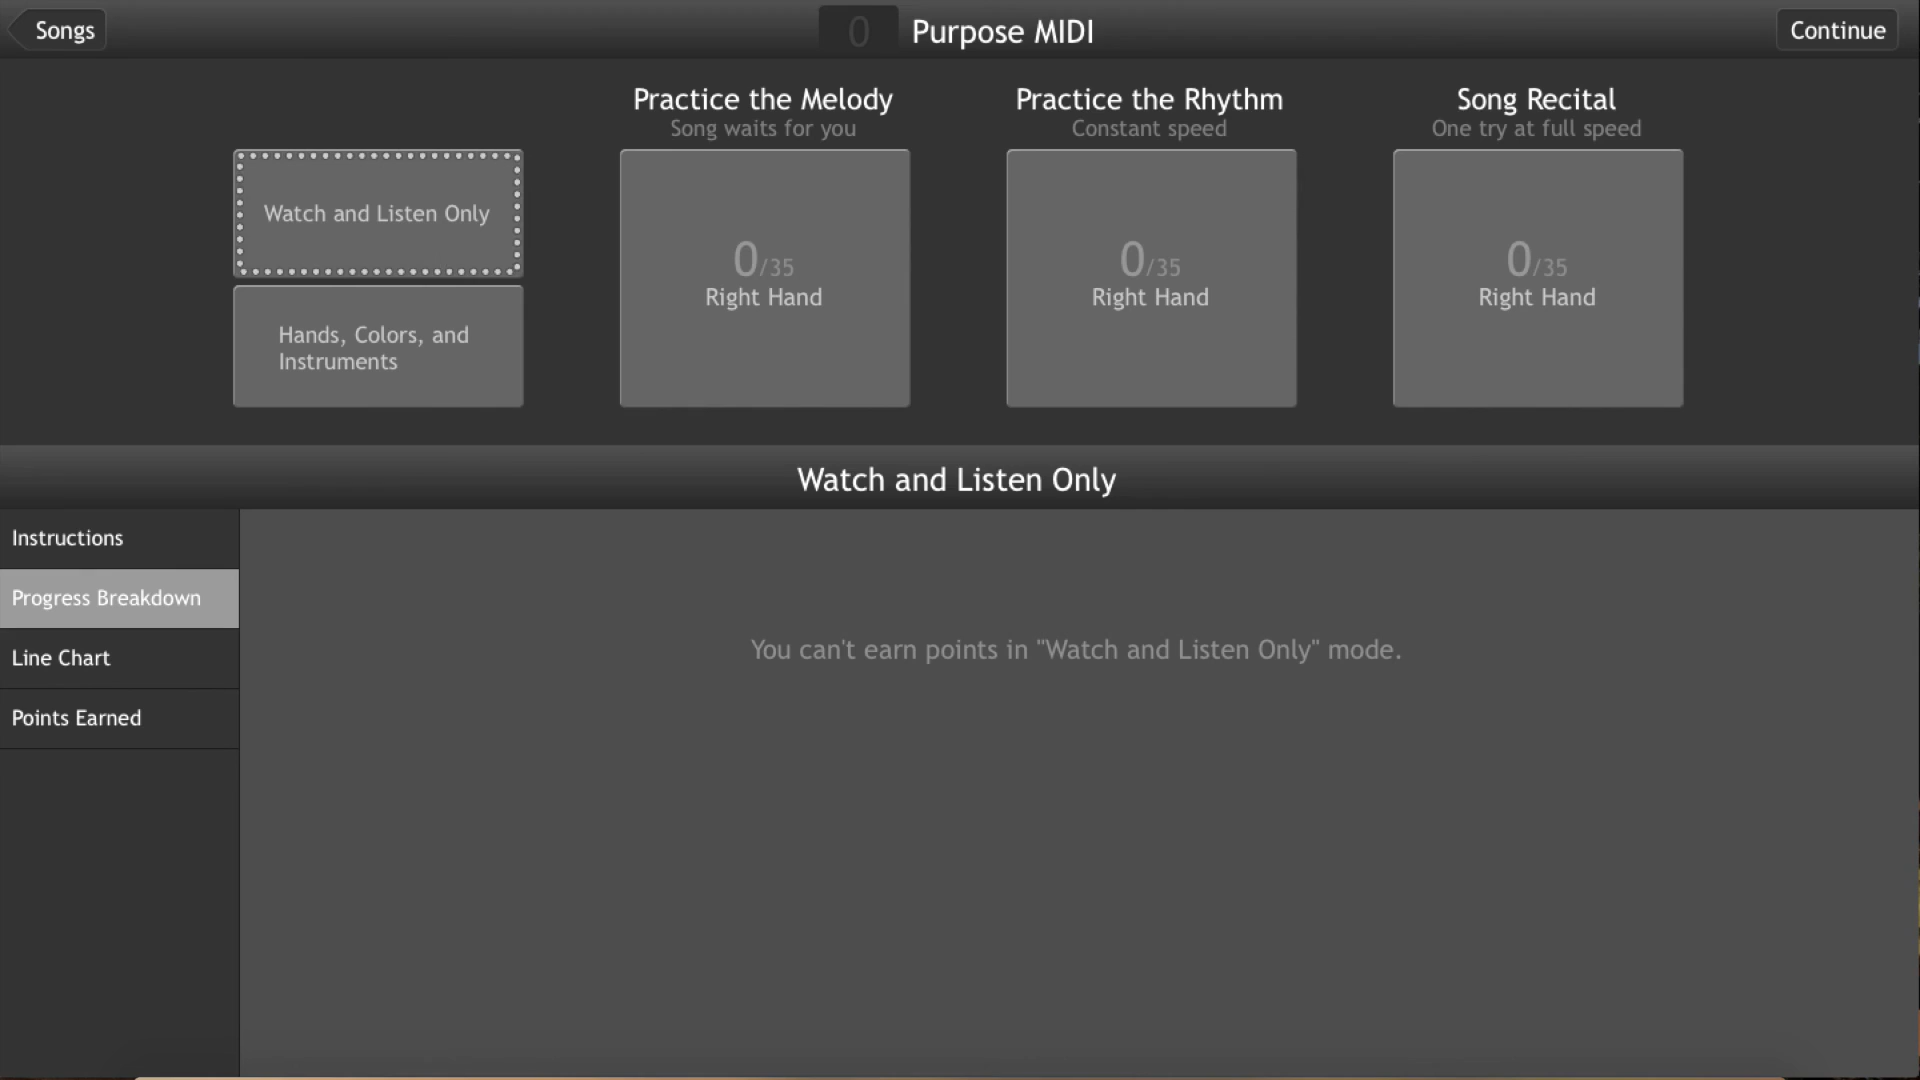 Songs
0 Purpose MIDI
Continue
Practice the Melody
Song waits for you
Practice the Rhythm
Constant speed
Song Recital
One try at full speed
Watch and Listen Only
Hands, Colors, and
Instruments
0/35
Right Hand
0/35
Right Hand
0/35
Right Hand
Watch and Listen Only
Instructions
Progress Breakdown
Line Chart
Points Earned
You can't earn points in "Watch and Listen Only" mode.